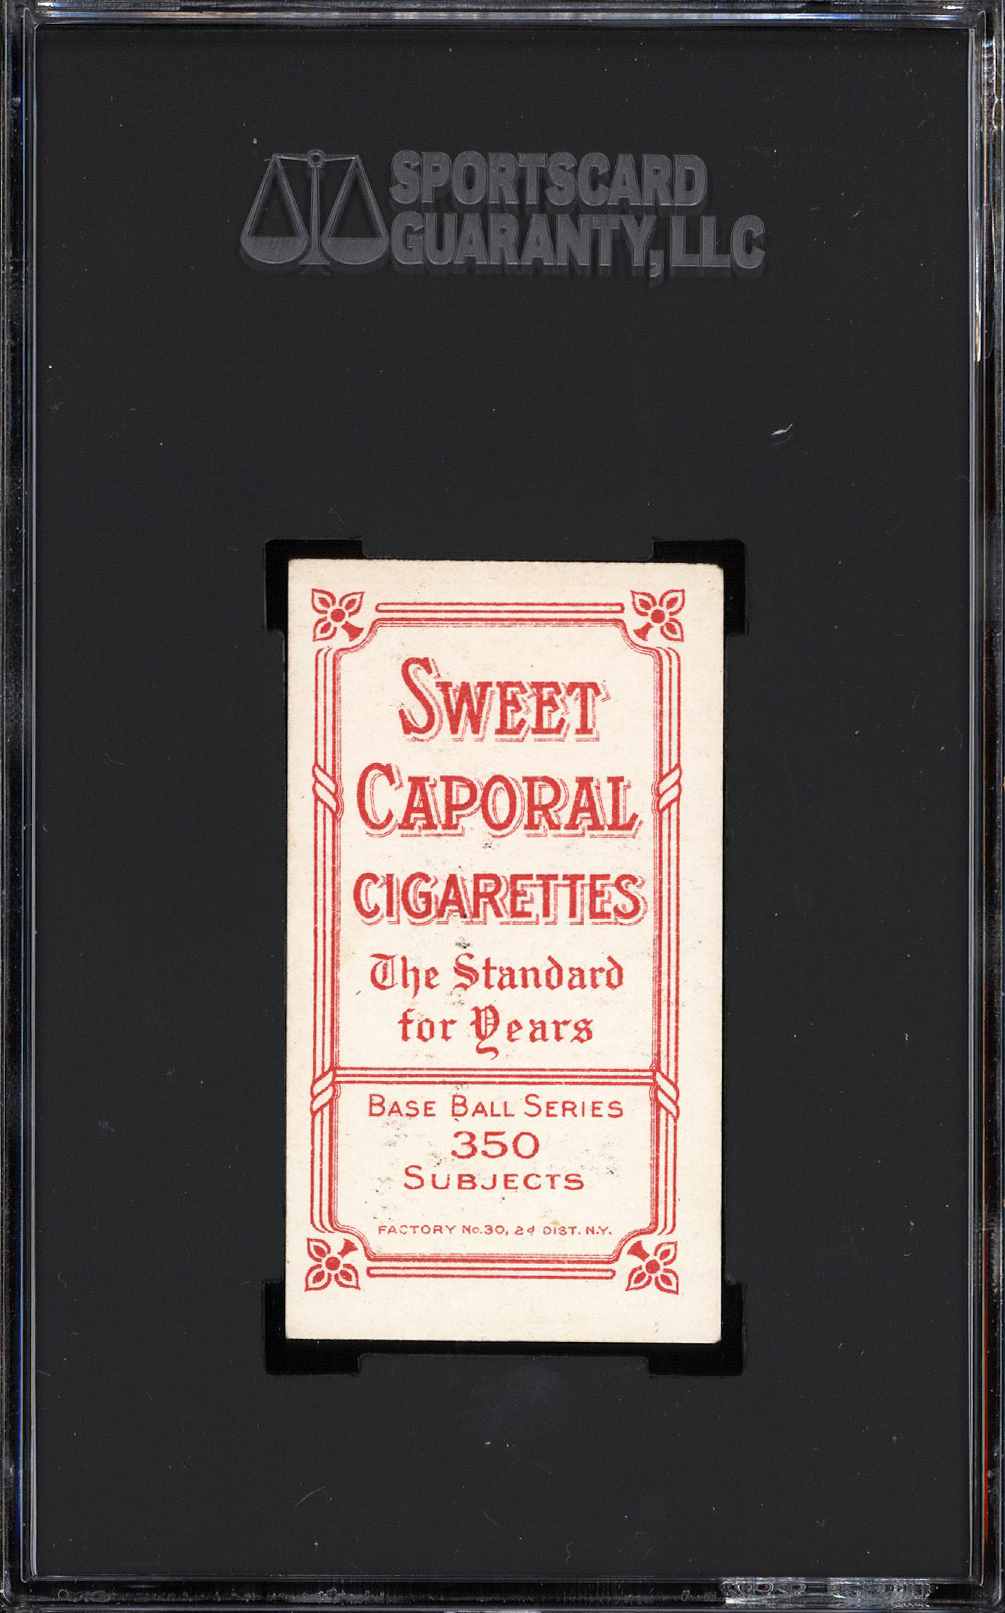 SPORTSCARD
GUARANTY, LLC
SWEET
CAPORAL
CIGARETTES
The Standard
for Years
BASE BALL SERIES
350
SUBJECTS
FACTORY No. 30, 2d DIST. N.Y.